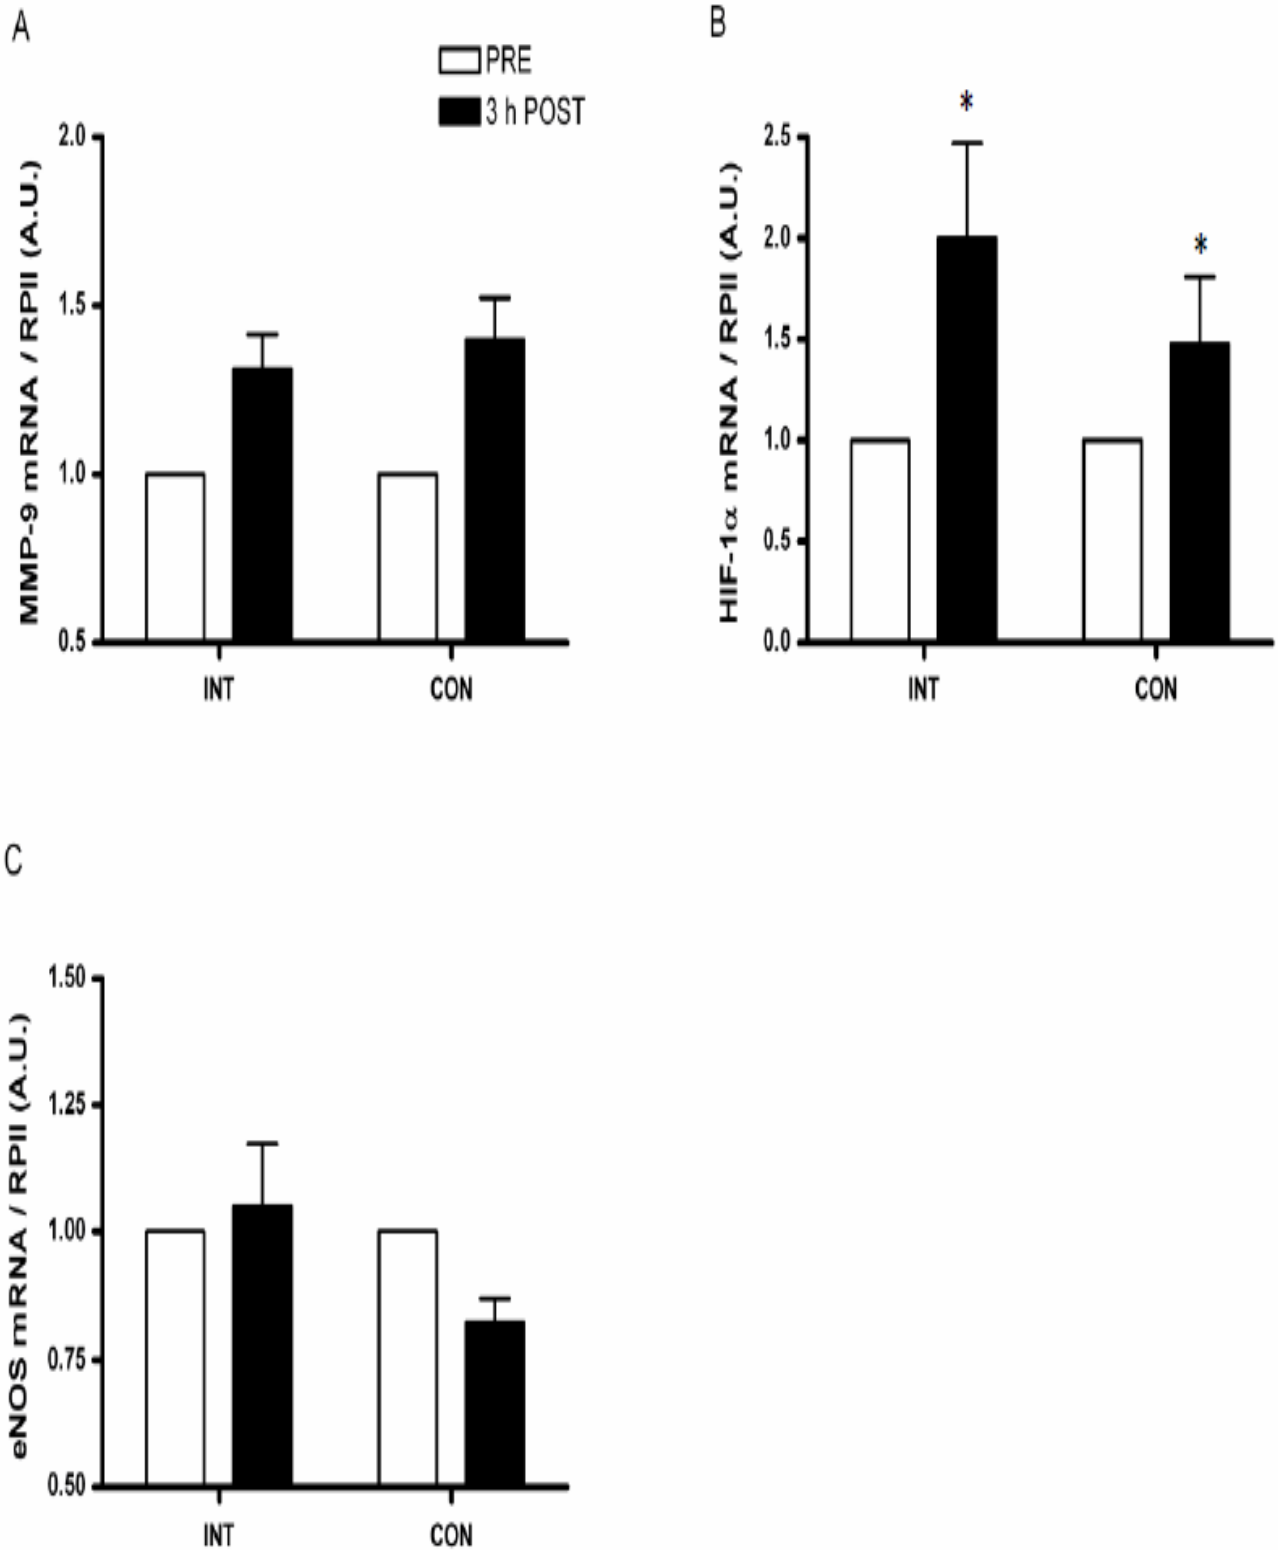 A
PRE
3 h POST
MMP-9 mRNA / RPII (A.U.)
2.0
1.5
1.0
0.5
INT CON
B
HIF-1α mRNA / RPII (A.U.)
2.5
2.0
1.5
1.0
0.5
0.0
*
*
INT CON
C
eNOS mRNA / RPII (A.U.)
1.50
1.25
1.00
0.75
0.50
INT CON